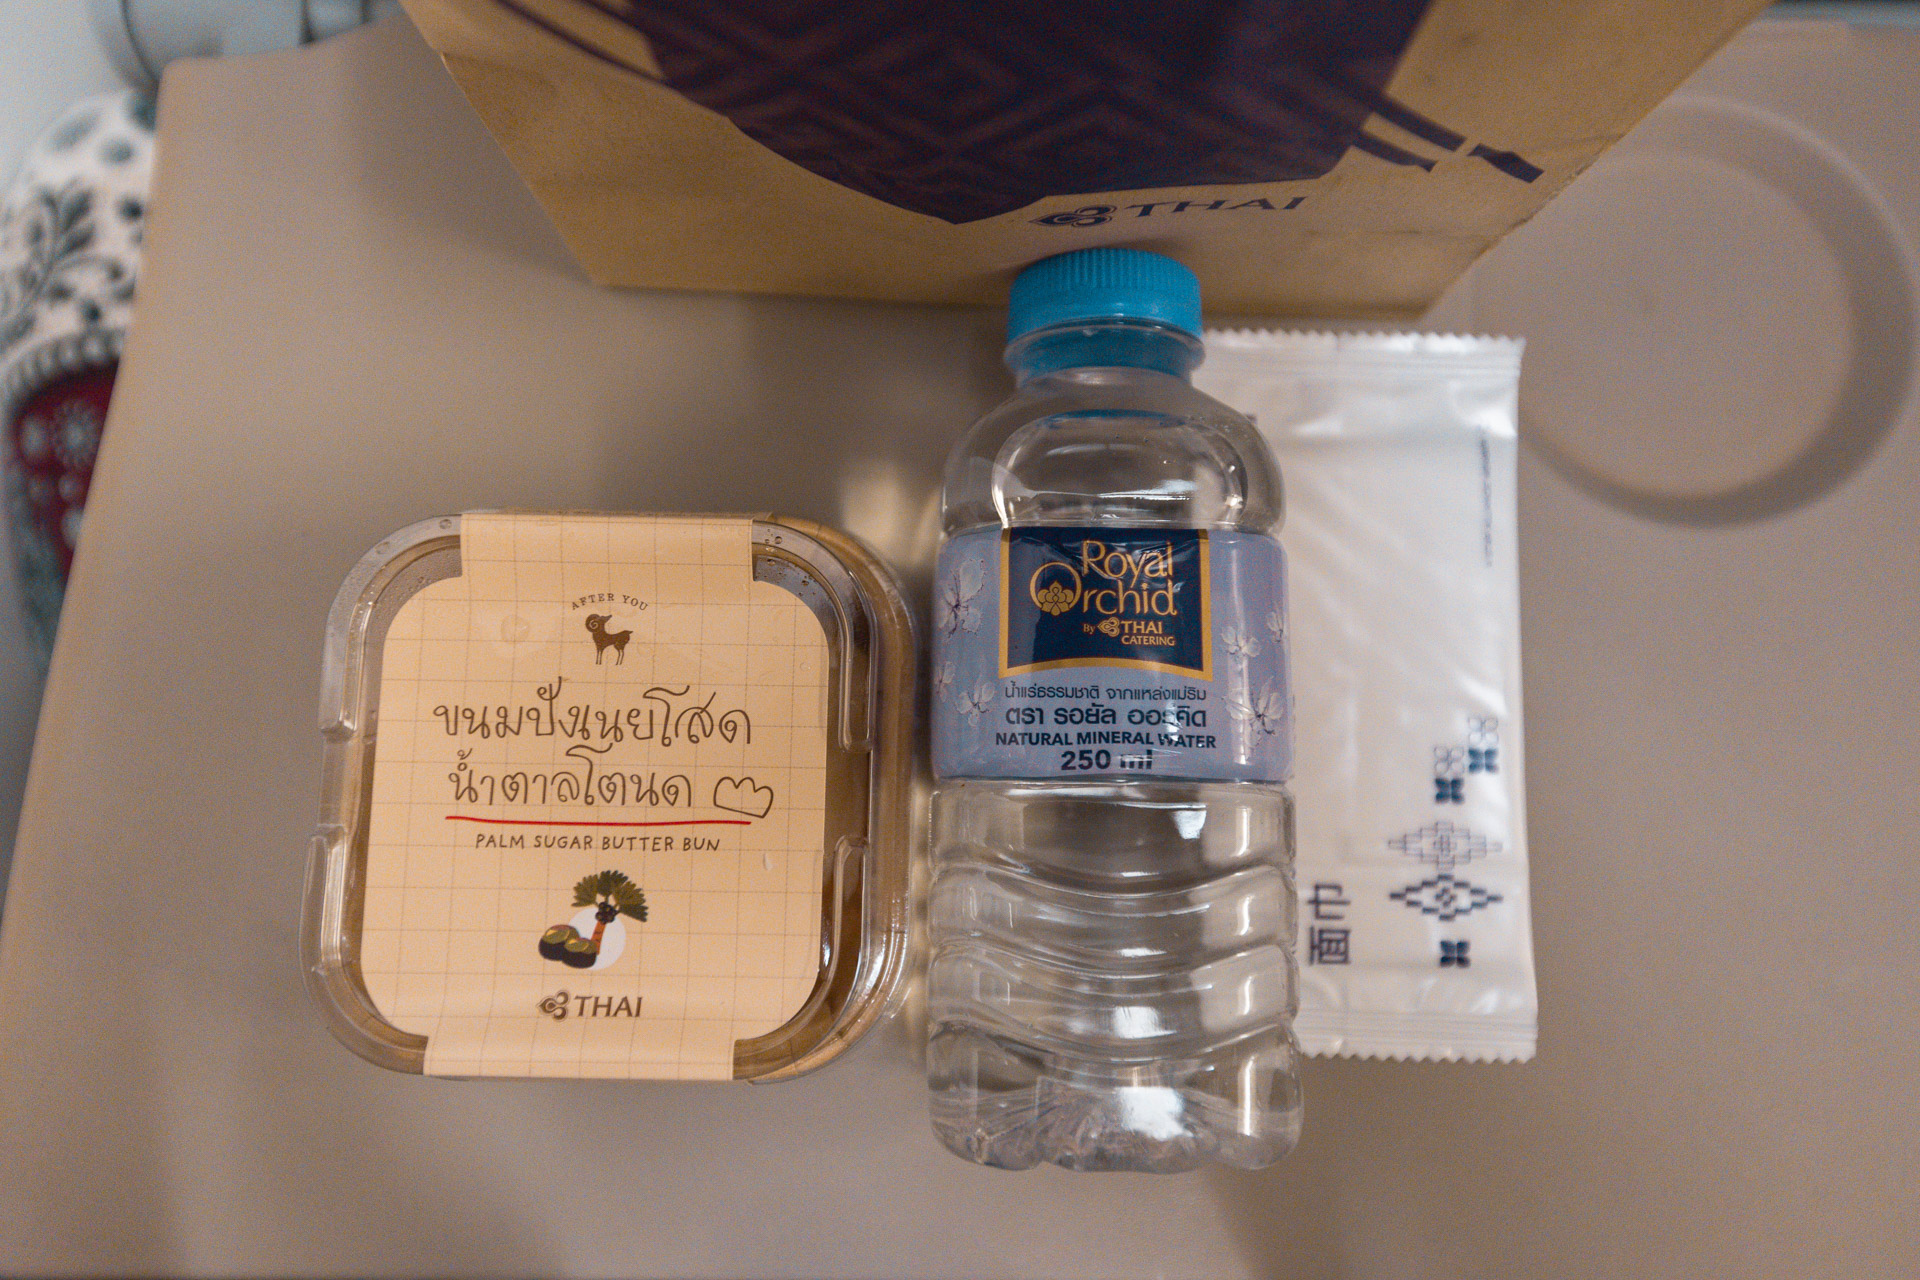 THAI
AFTER YOU
ขนมปังเนยโสด
น้ำตาลโตนด
PALM SUGAR BUTTER BUN
THAI
Royal
Orchid
By THAI
CATERING
น้ำแร่ธรรมชาติ จากแหล่งแม่ริม
ตรา รอยัล ออร์คิด
NATURAL MINERAL WATER
250 ml
面巾